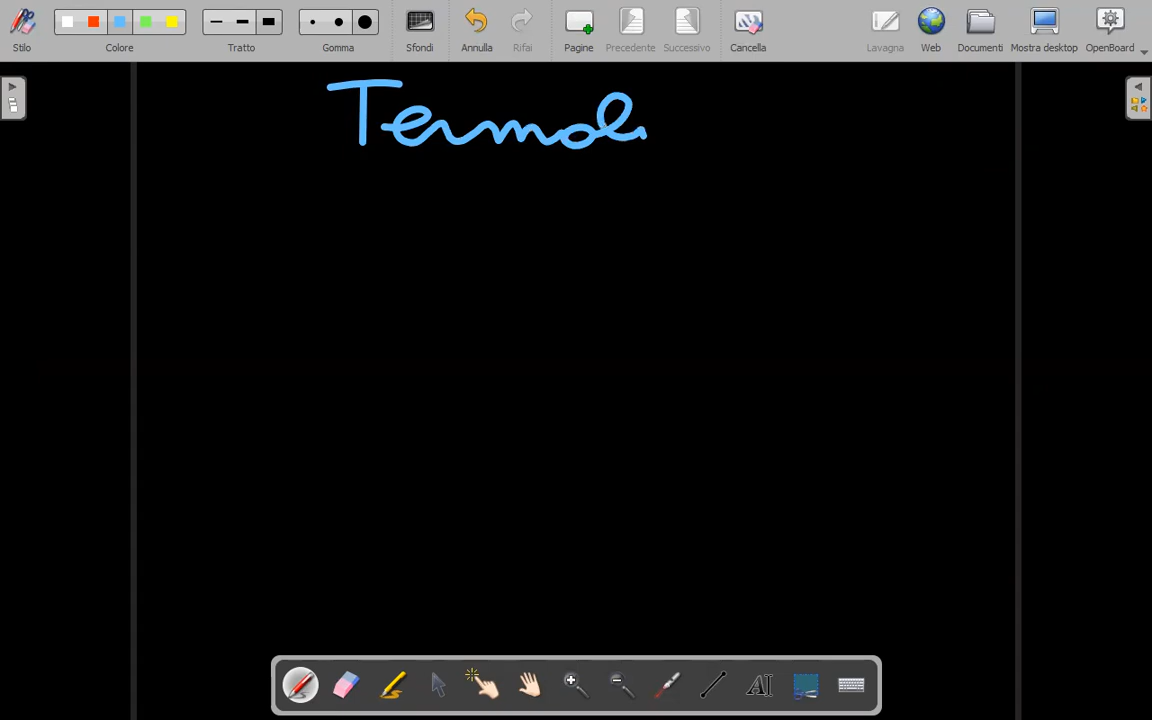 Stilo
Colore
Tratto
Gomma
Sfondi
Annulla
Rifai
Pagine
Precedente
Successivo
Cancella
Lavagna
Web
Documenti
Mostra desktop
OpenBoard
Termol